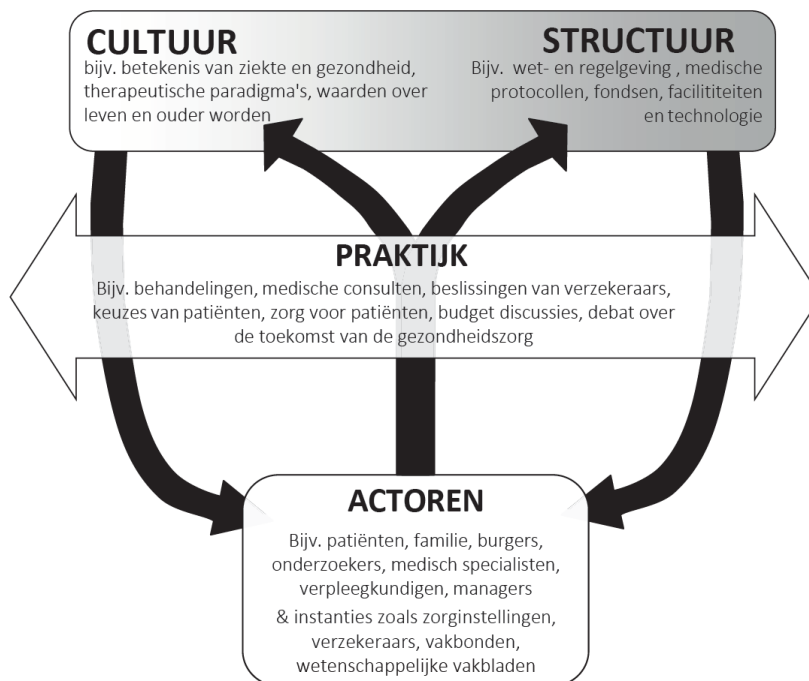 CULTUUR
bijv. betekenis van ziekte en gezondheid,
therapeutische paradigma's, waarden over
leven en ouder worden
STRUCTUUR
Bijv. wet- en regelgeving , medische
protocollen, fondsen, facilititeiten
en technologie
PRAKTIJK
Bijv. behandelingen, medische consulten, beslissingen van verzekeraars,
keuzes van patiënten, zorg voor patiënten, budget discussies, debat over
de toekomst van de gezondheidszorg
ACTOREN
Bijv. patiënten, familie, burgers,
onderzoekers, medisch specialisten,
verpleegkundigen, managers
& instanties zoals zorginstellingen,
verzekeraars, vakbonden,
wetenschappelijke vakbladen